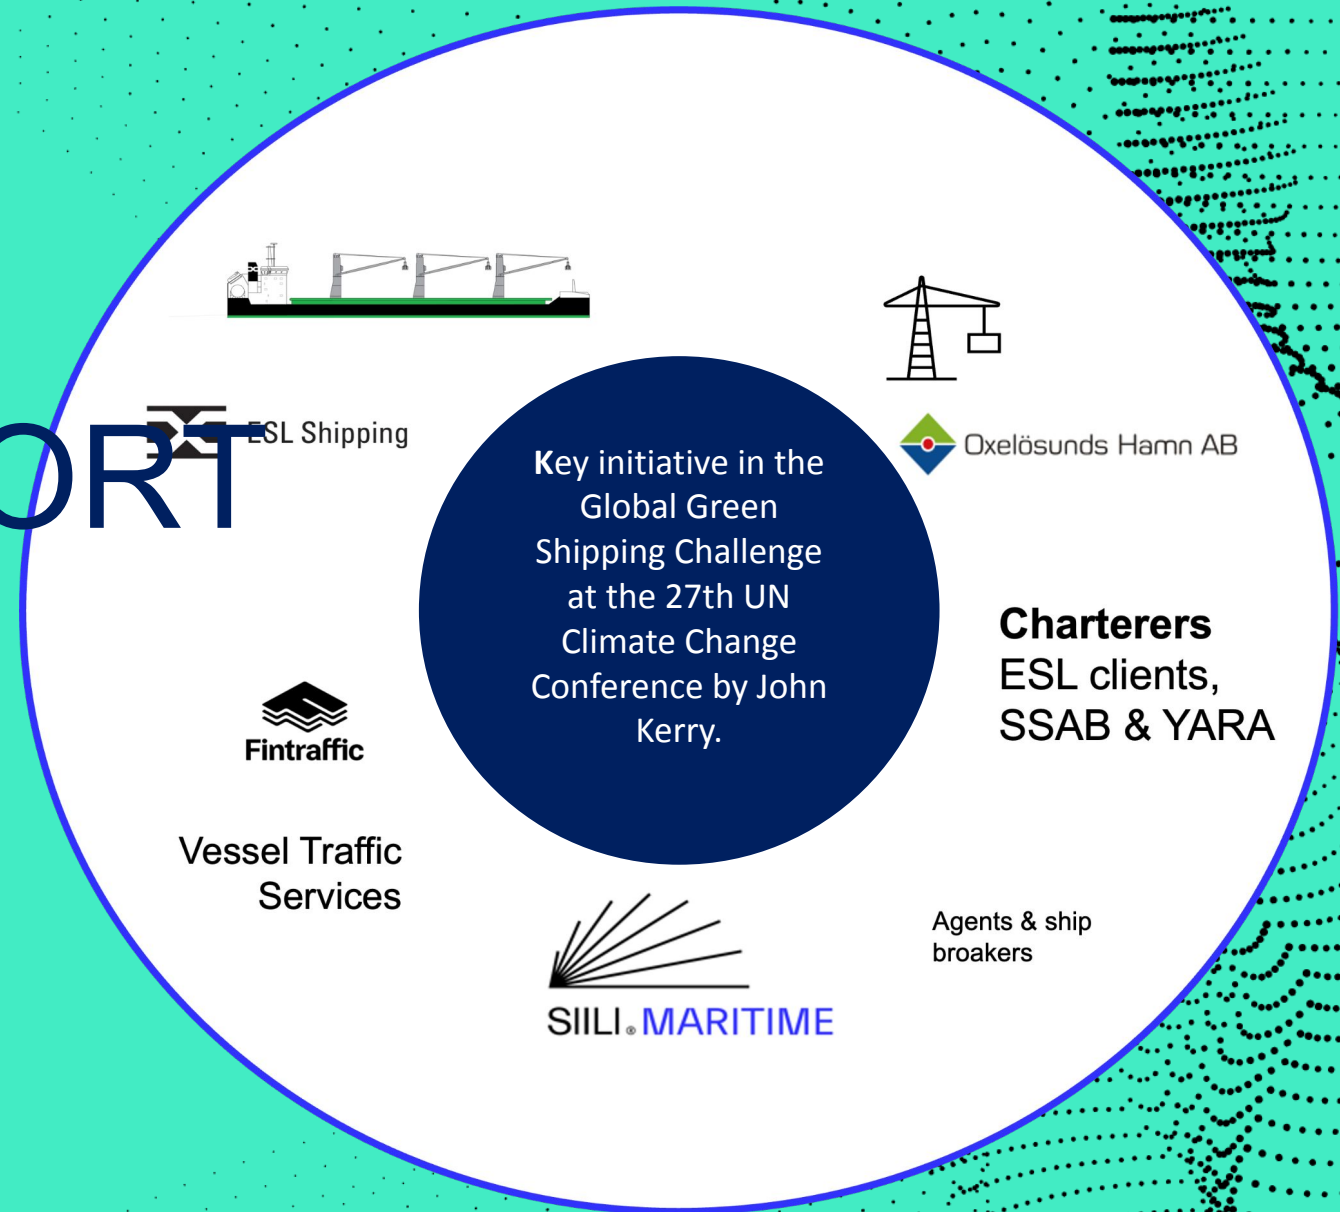 ORT
ESL Shipping
Oxelösunds Hamn AB
Key initiative in the
Global Green
Shipping Challenge
at the 27th UN
Climate Change
Conference by John
Kerry.
Charterers
ESL clients,
SSAB & YARA
Fintraffic
Vessel Traffic
Services
Agents & ship
broakers
SIILI® MARITIME